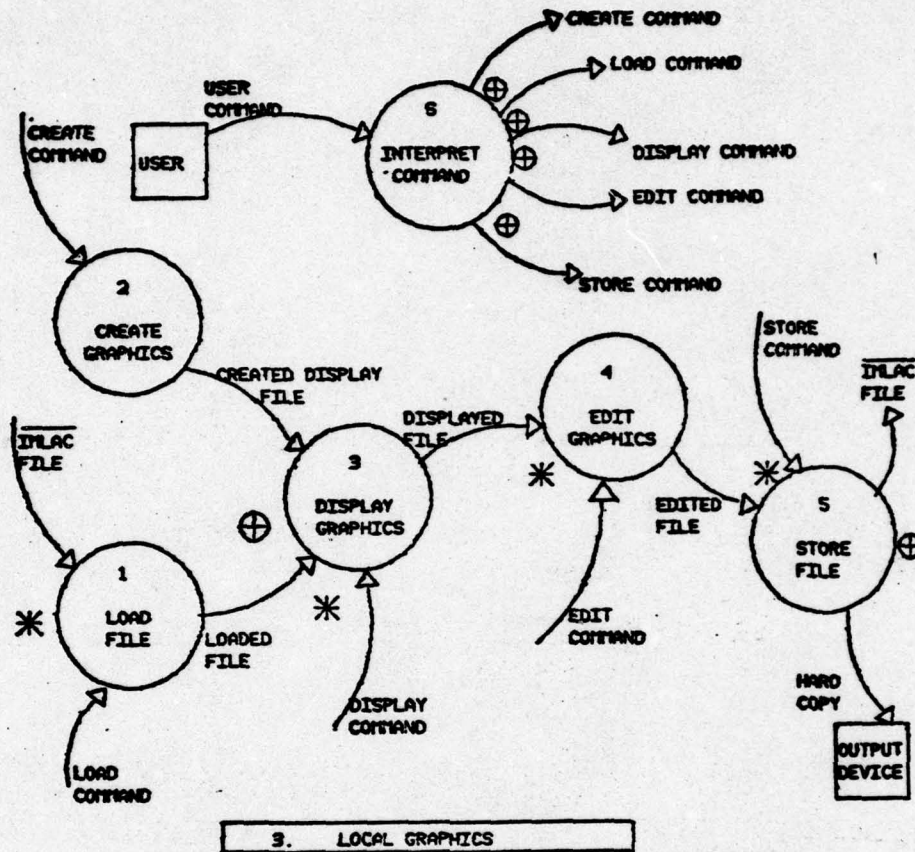 CREATE COMMAND
LOAD COMMAND
DISPLAY COMMAND
EDIT COMMAND
STORE COMMAND
USER
COMMAND
6
INTERPRET
COMMAND
USER
CREATE
COMMAND
2
CREATE
GRAPHICS
CREATED DISPLAY
FILE
IMLAC
FILE
1
LOAD
FILE
LOADED
FILE
LOAD
COMMAND
3
DISPLAY
GRAPHICS
DISPLAY
COMMAND
DISPLAYED
FILE
4
EDIT
GRAPHICS
EDIT
COMMAND
EDITED
FILE
STORE
COMMAND
IMLAC
FILE
5
STORE
FILE
HARD
COPY
OUTPUT
DEVICE
3. LOCAL GRAPHICS